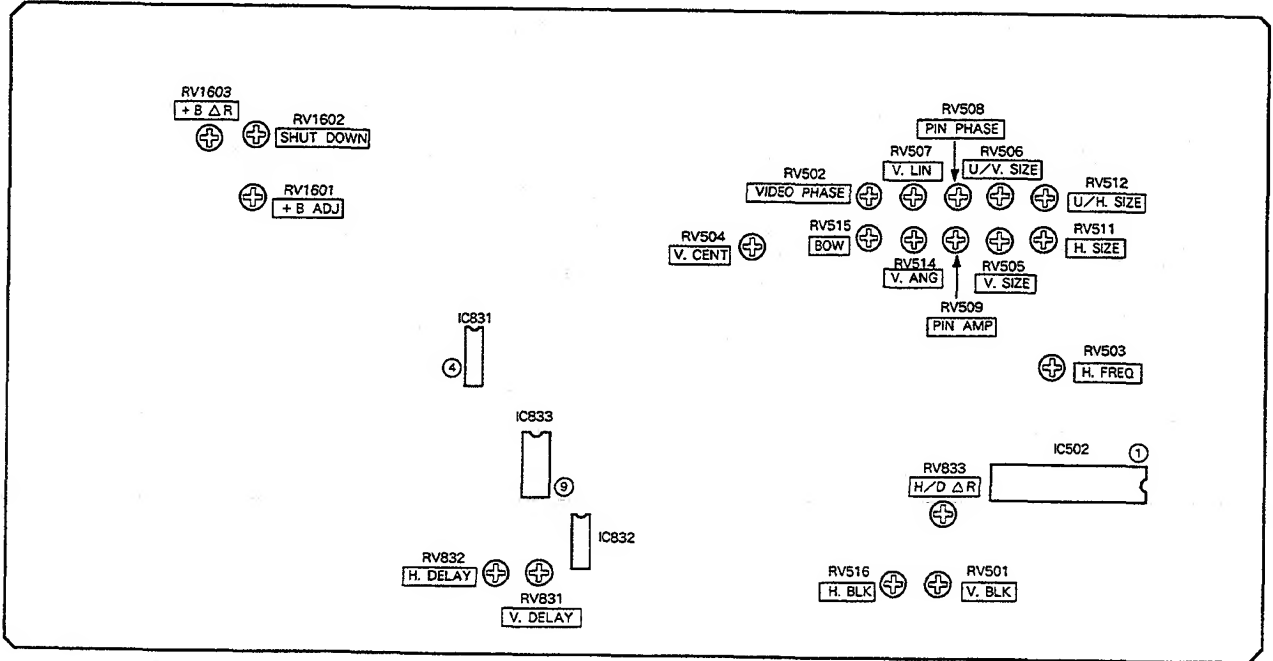 RV1603
+ B △ R
RV1602
SHUT DOWN
RV1601
+ B ADJ
RV508
PIN PHASE
RV507
V. LIN
RV506
U/V. SIZE
RV502
VIDEO PHASE
RV512
U/H. SIZE
RV515
BOW
RV511
H. SIZE
RV504
V. CENT
RV514
V. ANG
RV505
V. SIZE
RV509
PIN AMP
IC831
④
RV503
H. FREQ
IC833
⑨
IC502
①
RV833
H/D △ R
IC832
RV832
H. DELAY
RV831
V. DELAY
RV516
H. BLK
RV501
V. BLK